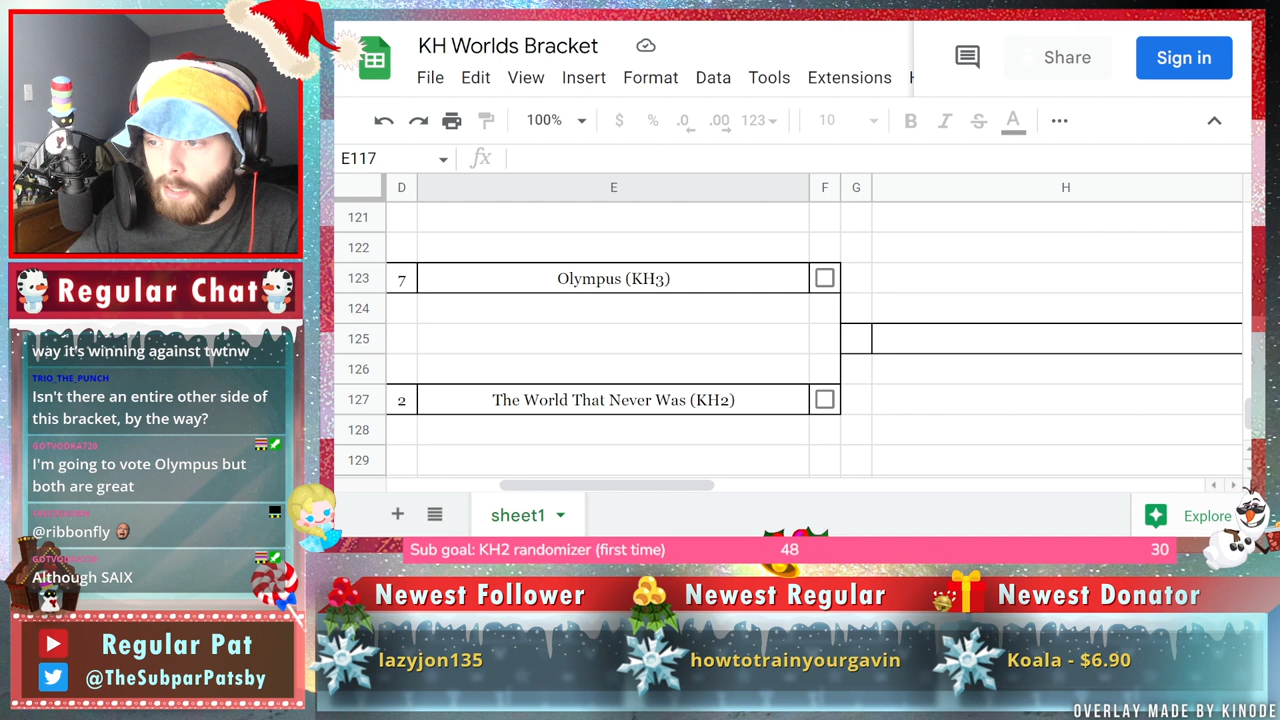 KH Worlds Bracket
File Edit View Insert Format Data Tools Extensions
Share
Sign in
100% $ % .0 .00 123 10 B I S A
E117 fx
D E F G H
121
122
123 7 Olympus (KH3)
124
125
126
127 2 The World That Never Was (KH2)
128
129
+ sheet1 Explore
Regular Chat
way it's winning against twtnw
TRIO_THE_PUNCH
Isn't there an entire other side of
this bracket, by the way?
GOTVODKA720
I'm going to vote Olympus but
both are great
@ribbonfly
Although SAIX
Regular Pat
@TheSubparPatsby
Sub goal: KH2 randomizer (first time) 48 30
Newest Follower Newest Regular Newest Donator
lazyjon135 howtotrainyourgavin Koala - $6.90
OVERLAY MADE BY KINODE